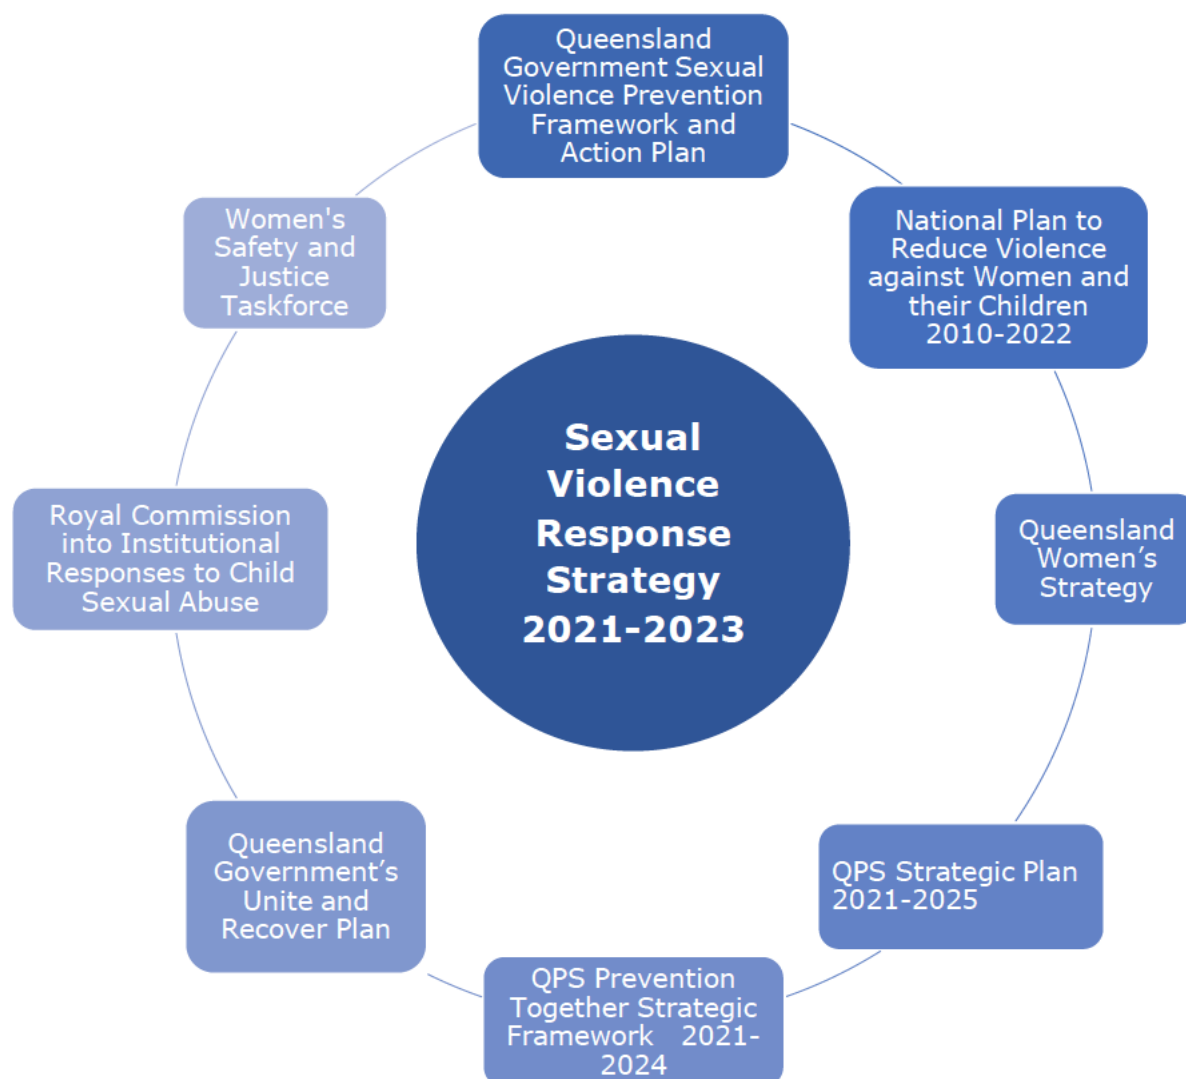 Queensland
Government Sexual
Violence Prevention
Framework and
Action Plan
National Plan to
Reduce Violence
against Women and
their Children
2010-2022
Queensland
Women’s
Strategy
QPS Strategic Plan
2021-2025
QPS Prevention
Together Strategic
Framework 2021-
2024
Queensland
Government’s
Unite and
Recover Plan
Royal Commission
into Institutional
Responses to Child
Sexual Abuse
Women's
Safety and
Justice
Taskforce
Sexual
Violence
Response
Strategy
2021-2023